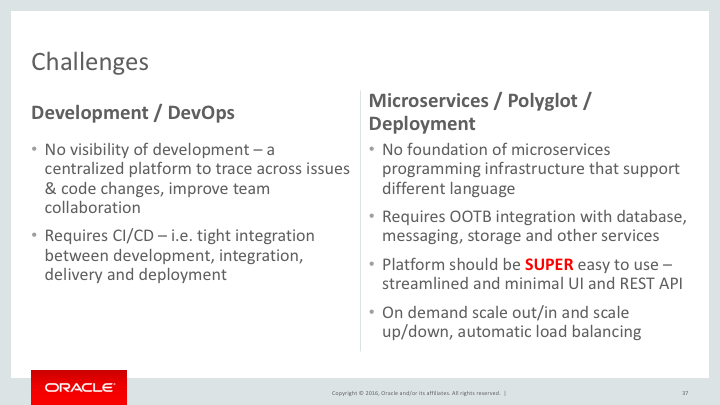 Challenges
Development / DevOps
• No visibility of development – a
centralized platform to trace across issues
& code changes, improve team
collaboration
• Requires CI/CD – i.e. tight integration
between development, integration,
delivery and deployment
Microservices / Polyglot /
Deployment
• No foundation of microservices
programming infrastructure that support
different language
• Requires OOTB integration with database,
messaging, storage and other services
• Platform should be SUPER easy to use –
streamlined and minimal UI and REST API
• On demand scale out/in and scale
up/down, automatic load balancing
ORACLE®
Copyright © 2016, Oracle and/or its affiliates. All rights reserved. |
37